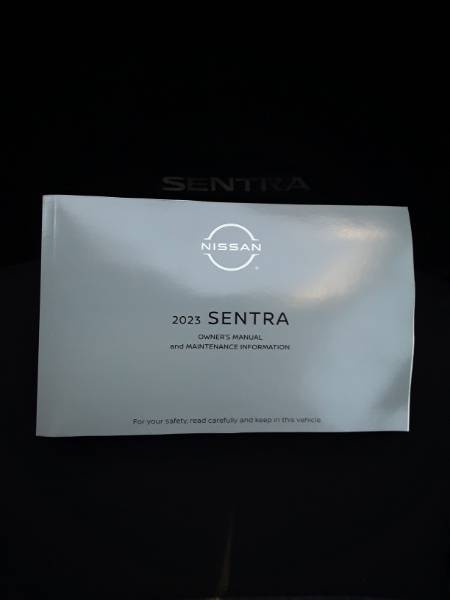 SENTRA
NISSAN
2023 SENTRA
OWNER'S MANUAL
and MAINTENANCE INFORMATION
For your safety, read carefully and keep in this vehicle.